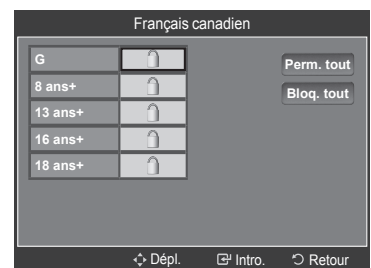 Français canadien
G
Perm. tout
8 ans+
Bloq. tout
13 ans+
16 ans+
18 ans+
Dépl. Intro. Retour